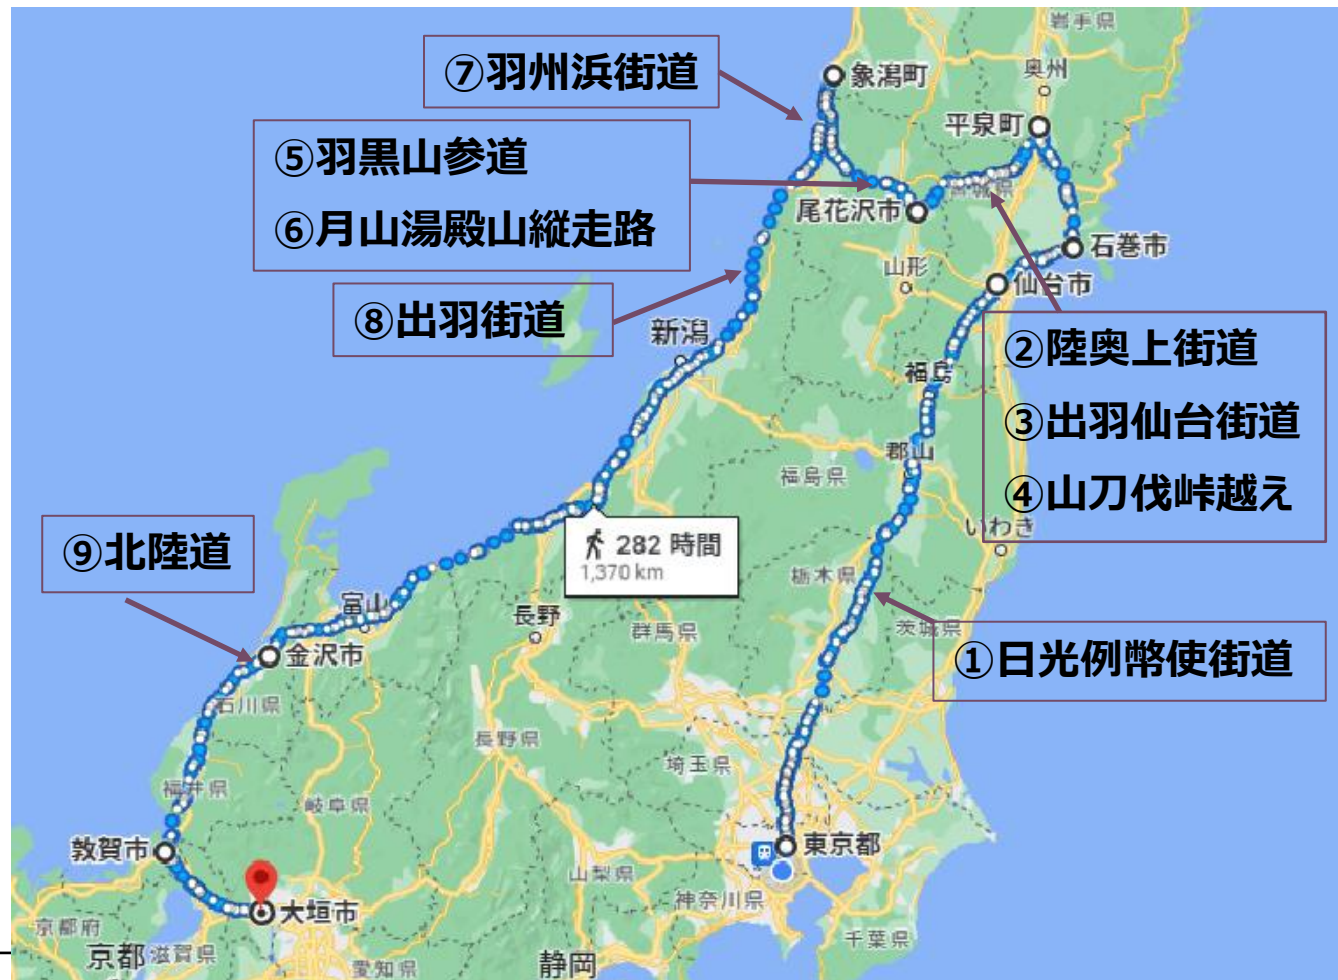 岩手県
⑦羽州浜街道
象潟町
奥州
平泉町
⑤羽黒山参道
⑥月山湯殿山縦走路
宮城県
尾花沢市
石巻市
山形
仙台市
⑧出羽街道
新潟
②陸奥上街道
③出羽仙台街道
④山刀伐峠越え
福島
郡山
福島県
いわき
⑨北陸道
282 時間
1,370 km
栃木県
富山
長野
群馬県
茨城県
①日光例幣使街道
金沢市
石川県
長野県
埼玉県
福井県
岐阜県
敦賀市
東京都
山梨県
神奈川県
大垣市
京都府
千葉県
京都
滋賀県
愛知県
静岡